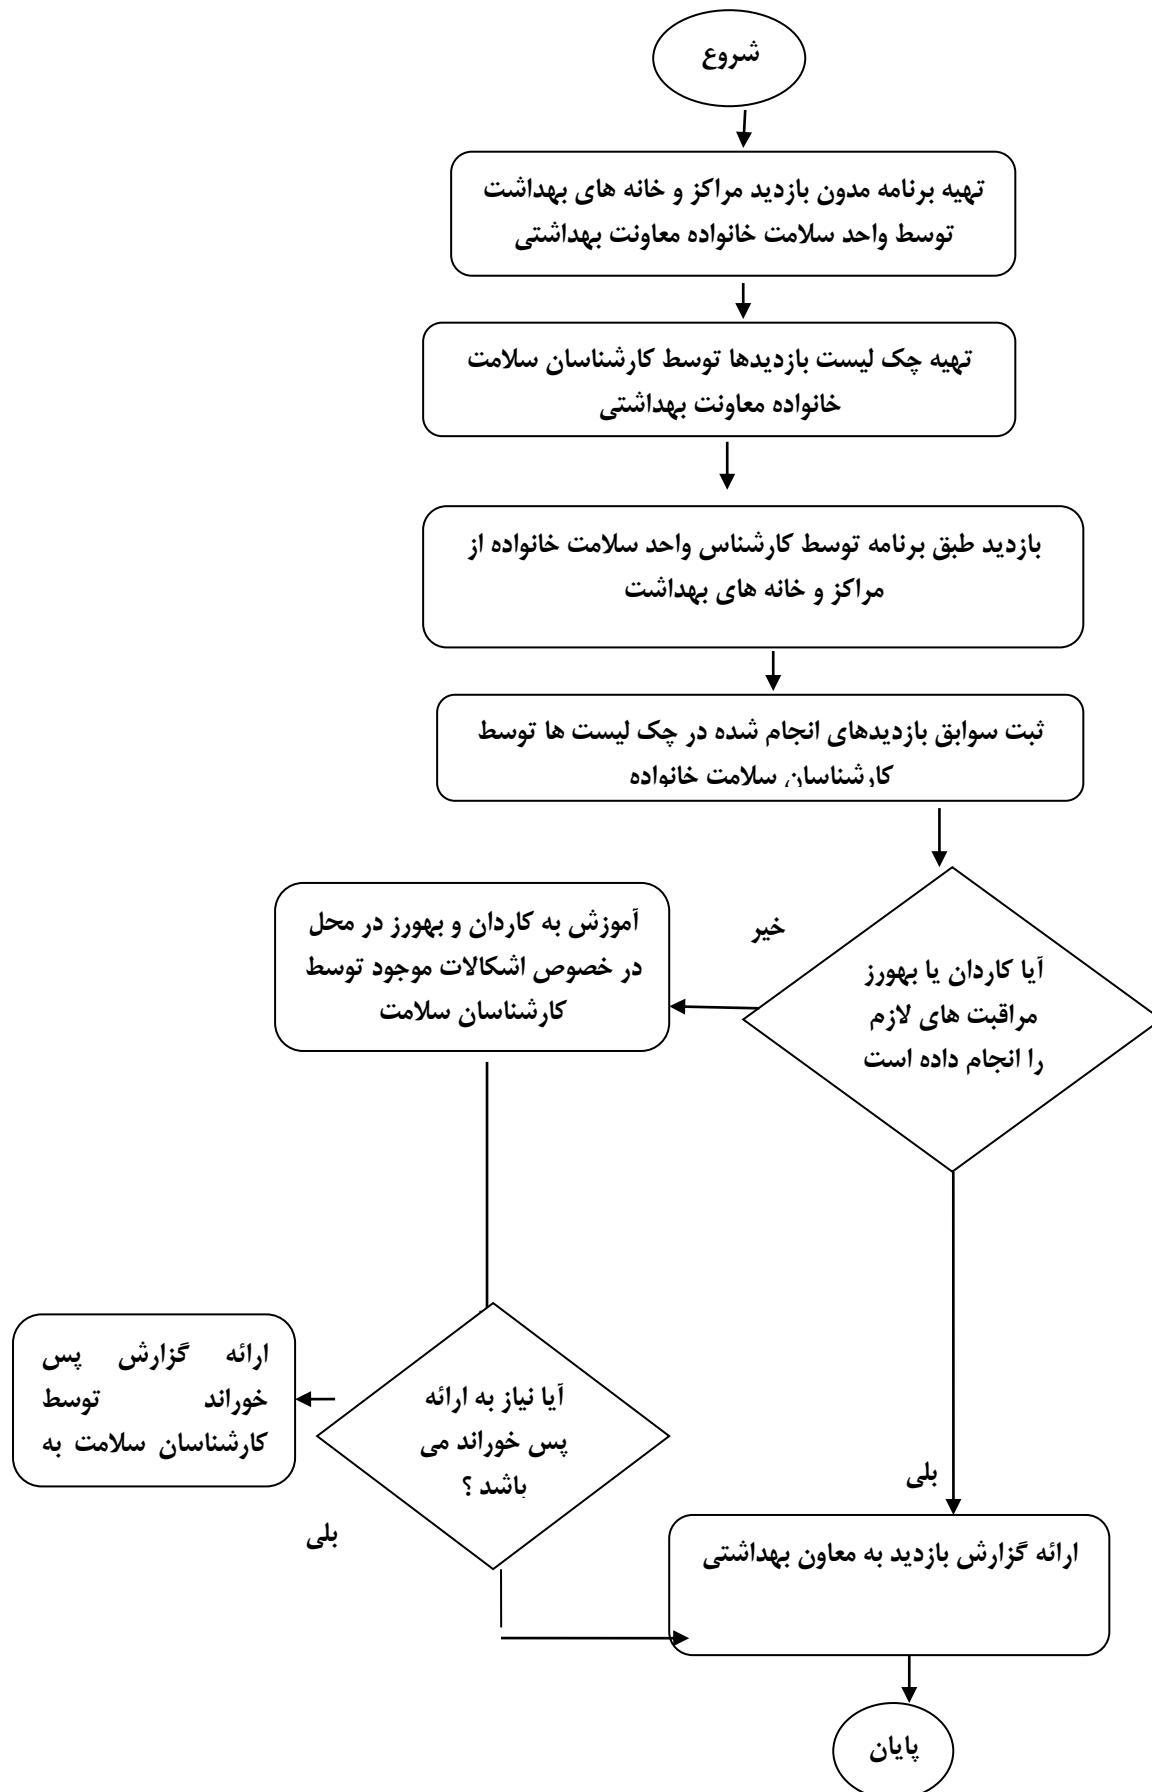 شروع
تهیه برنامه مدون بازدید مراکز و خانه های بهداشت
توسط واحد سلامت خانواده معاونت بهداشتی
تهیه چک لیست بازدیدها توسط کارشناسان سلامت
خانواده معاونت بهداشتی
بازدید طبق برنامه توسط کارشناس واحد سلامت خانواده از
مراکز و خانه های بهداشت
ثبت سوابق بازدیدهای انجام شده در چک لیست ها توسط
کارشناسان سلامت خانواده
آیا کاردان یا بهورز
مراقبت های لازم
را انجام داده است
خیر
آموزش به کاردان و بهورز در محل
در خصوص اشکالات موجود توسط
کارشناسان سلامت
آیا نیاز به ارائه
پس خوراند می
باشد ؟
ارائه گزارش پس
خوراند توسط
کارشناسان سلامت به
بلی
بلی
ارائه گزارش بازدید به معاون بهداشتی
پایان